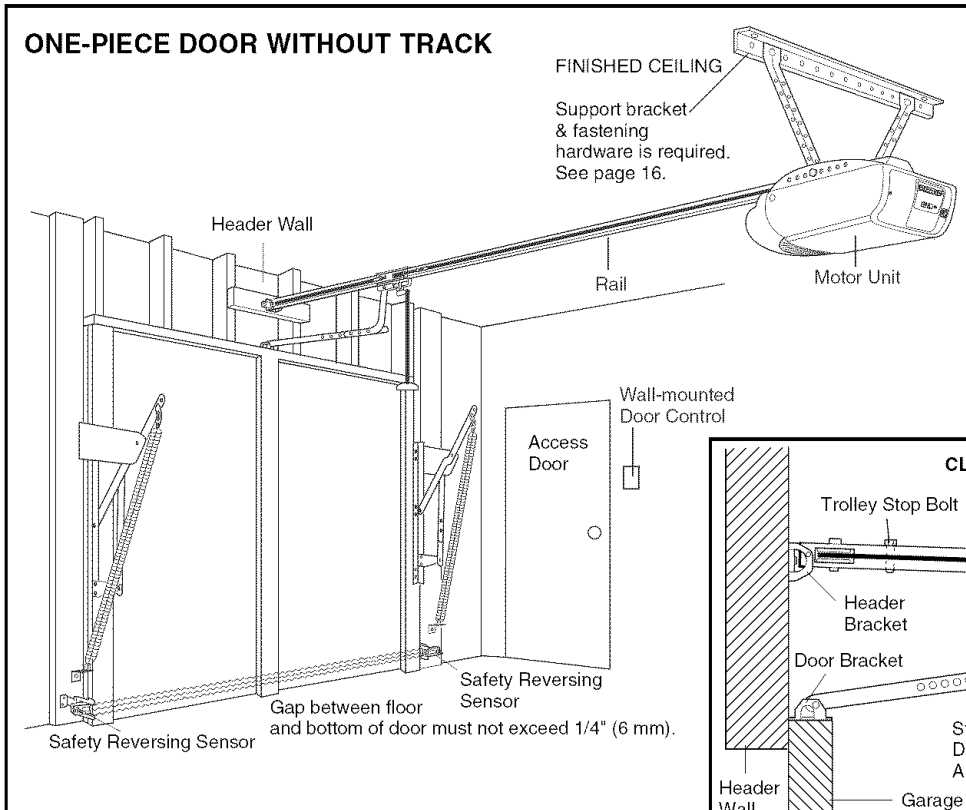 ONE-PIECE DOOR WITHOUT TRACK
FINISHED CEILING
Support bracket
& fastening
hardware is required.
See page 16.
Header Wall
Rail
Motor Unit
Wall-mounted
Door Control
Access
Door
CL
Trolley Stop Bolt
Header
Bracket
Door Bracket
Safety Reversing
Sensor
Gap between floor
and bottom of door must not exceed 1/4" (6 mm).
Safety Reversing Sensor
S
D
A
Header
Wall
Garage